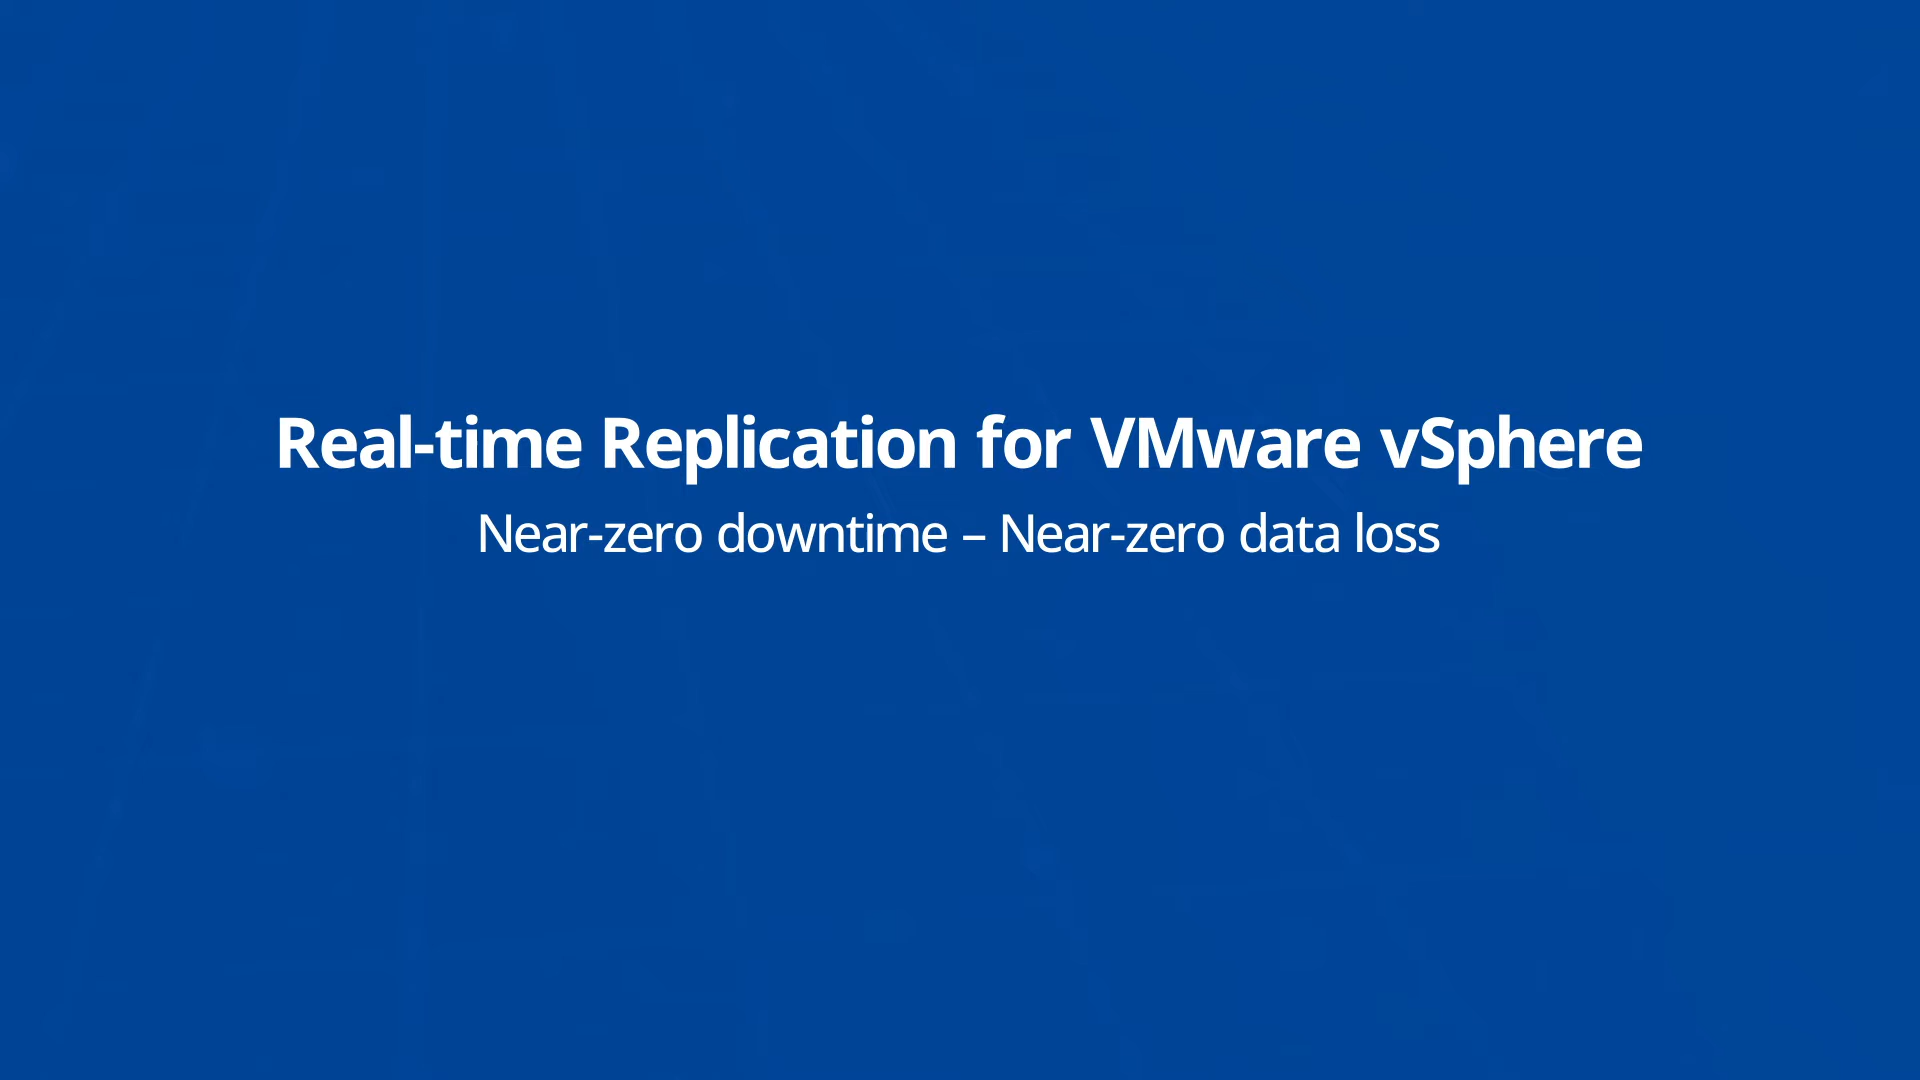 Real-time Replication for VMware vSphere
Near-zero downtime – Near-zero data loss